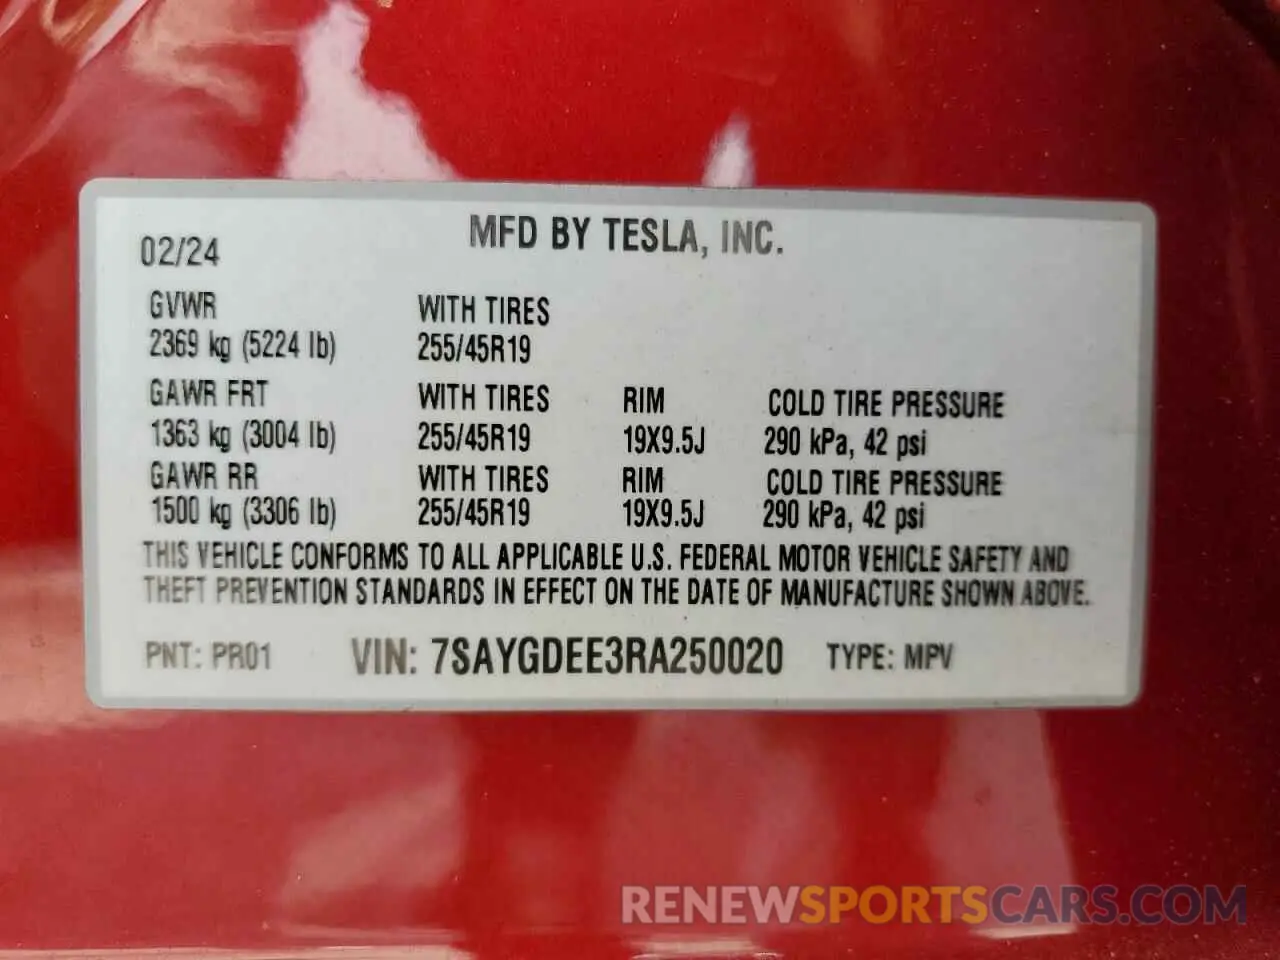 MFD BY TESLA, INC.
02/24
GVWR WITH TIRES
2369 kg (5224 lb) 255/45R19
GAWR FRT WITH TIRES RIM COLD TIRE PRESSURE
1363 kg (3004 lb) 255/45R19 19X9.5J 290 kPa, 42 psi
GAWR RR WITH TIRES RIM COLD TIRE PRESSURE
1500 kg (3306 lb) 255/45R19 19X9.5J 290 kPa, 42 psi
THIS VEHICLE CONFORMS TO ALL APPLICABLE U.S. FEDERAL MOTOR VEHICLE SAFETY AND
THEFT PREVENTION STANDARDS IN EFFECT ON THE DATE OF MANUFACTURE SHOWN ABOVE.
PNT: PR01 VIN: 7SAYGDEE3RA250020 TYPE: MPV
RENEWSPORTSCARS.COM